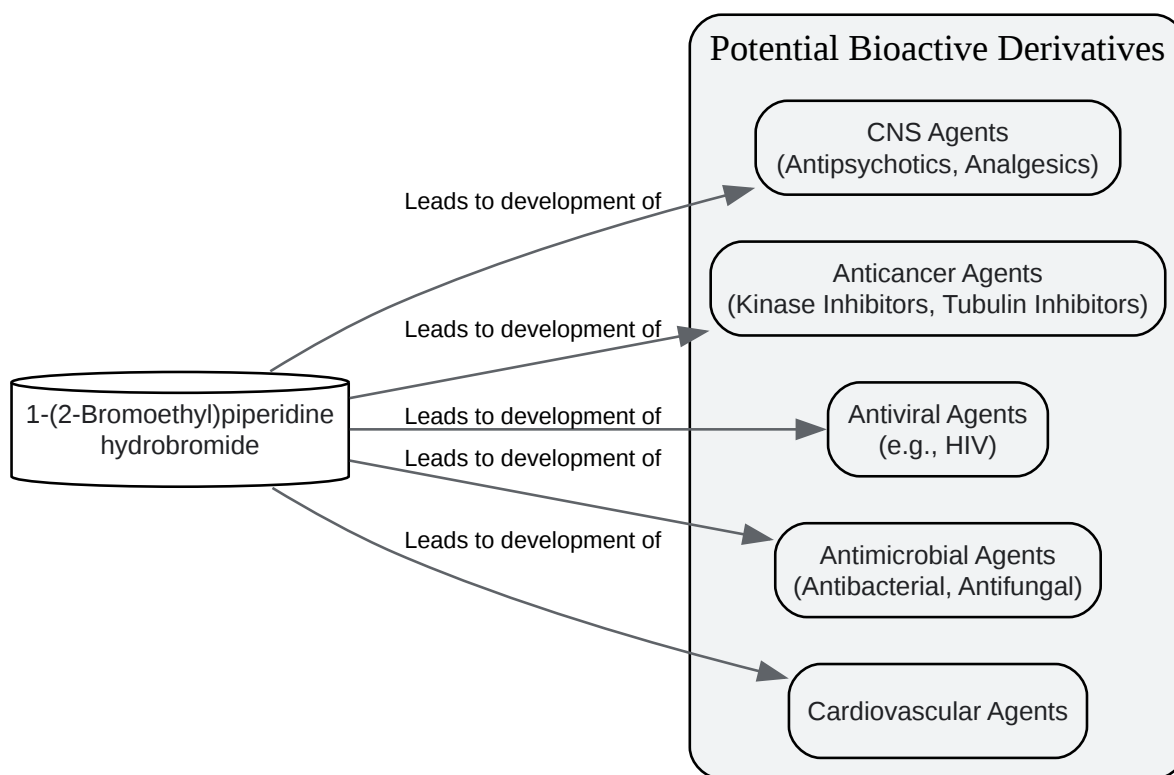 Potential Bioactive Derivatives
CNS Agents
(Antipsychotics, Analgesics)
Leads to development of
Anticancer Agents
(Kinase Inhibitors, Tubulin Inhibitors)
Leads to development of
1-(2-Bromoethyl)piperidine
hydrobromide
Leads to development of
Antiviral Agents
(e.g., HIV)
Leads to development of
Leads to development of
Antimicrobial Agents
(Antibacterial, Antifungal)
Cardiovascular Agents